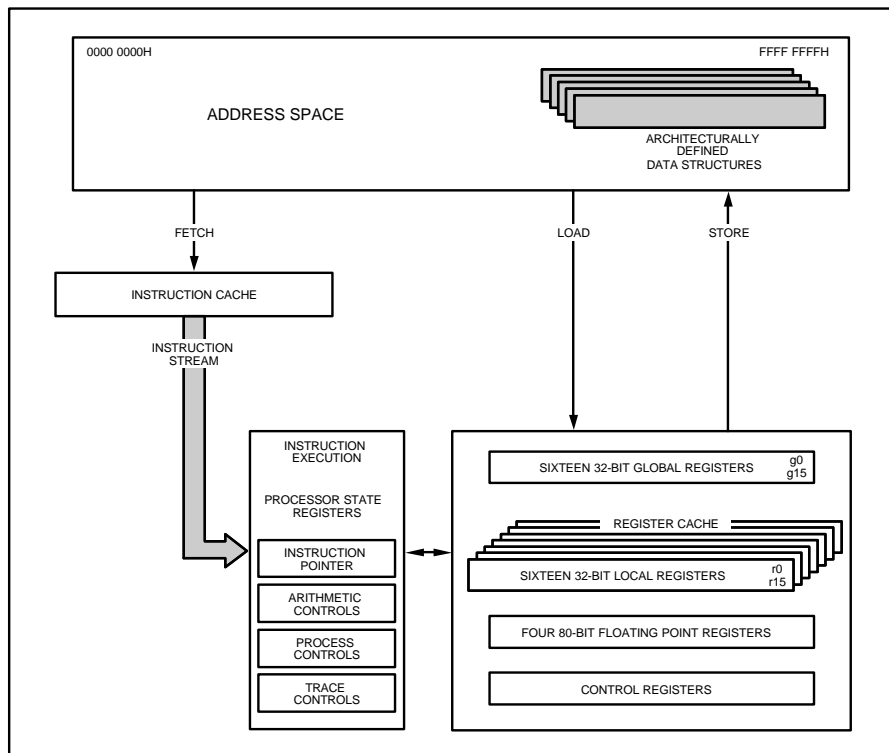 0000 0000H
FFFF FFFFH
ADDRESS SPACE
ARCHITECTURALLY
DEFINED
DATA STRUCTURES
FETCH
LOAD
STORE
INSTRUCTION CACHE
INSTRUCTION
STREAM
INSTRUCTION
EXECUTION
PROCESSOR STATE
REGISTERS
INSTRUCTION
POINTER
ARITHMETIC
CONTROLS
PROCESS
CONTROLS
TRACE
CONTROLS
SIXTEEN 32-BIT GLOBAL REGISTERS
g0
g15
REGISTER CACHE
SIXTEEN 32-BIT LOCAL REGISTERS
r0
r15
FOUR 80-BIT FLOATING POINT REGISTERS
CONTROL REGISTERS